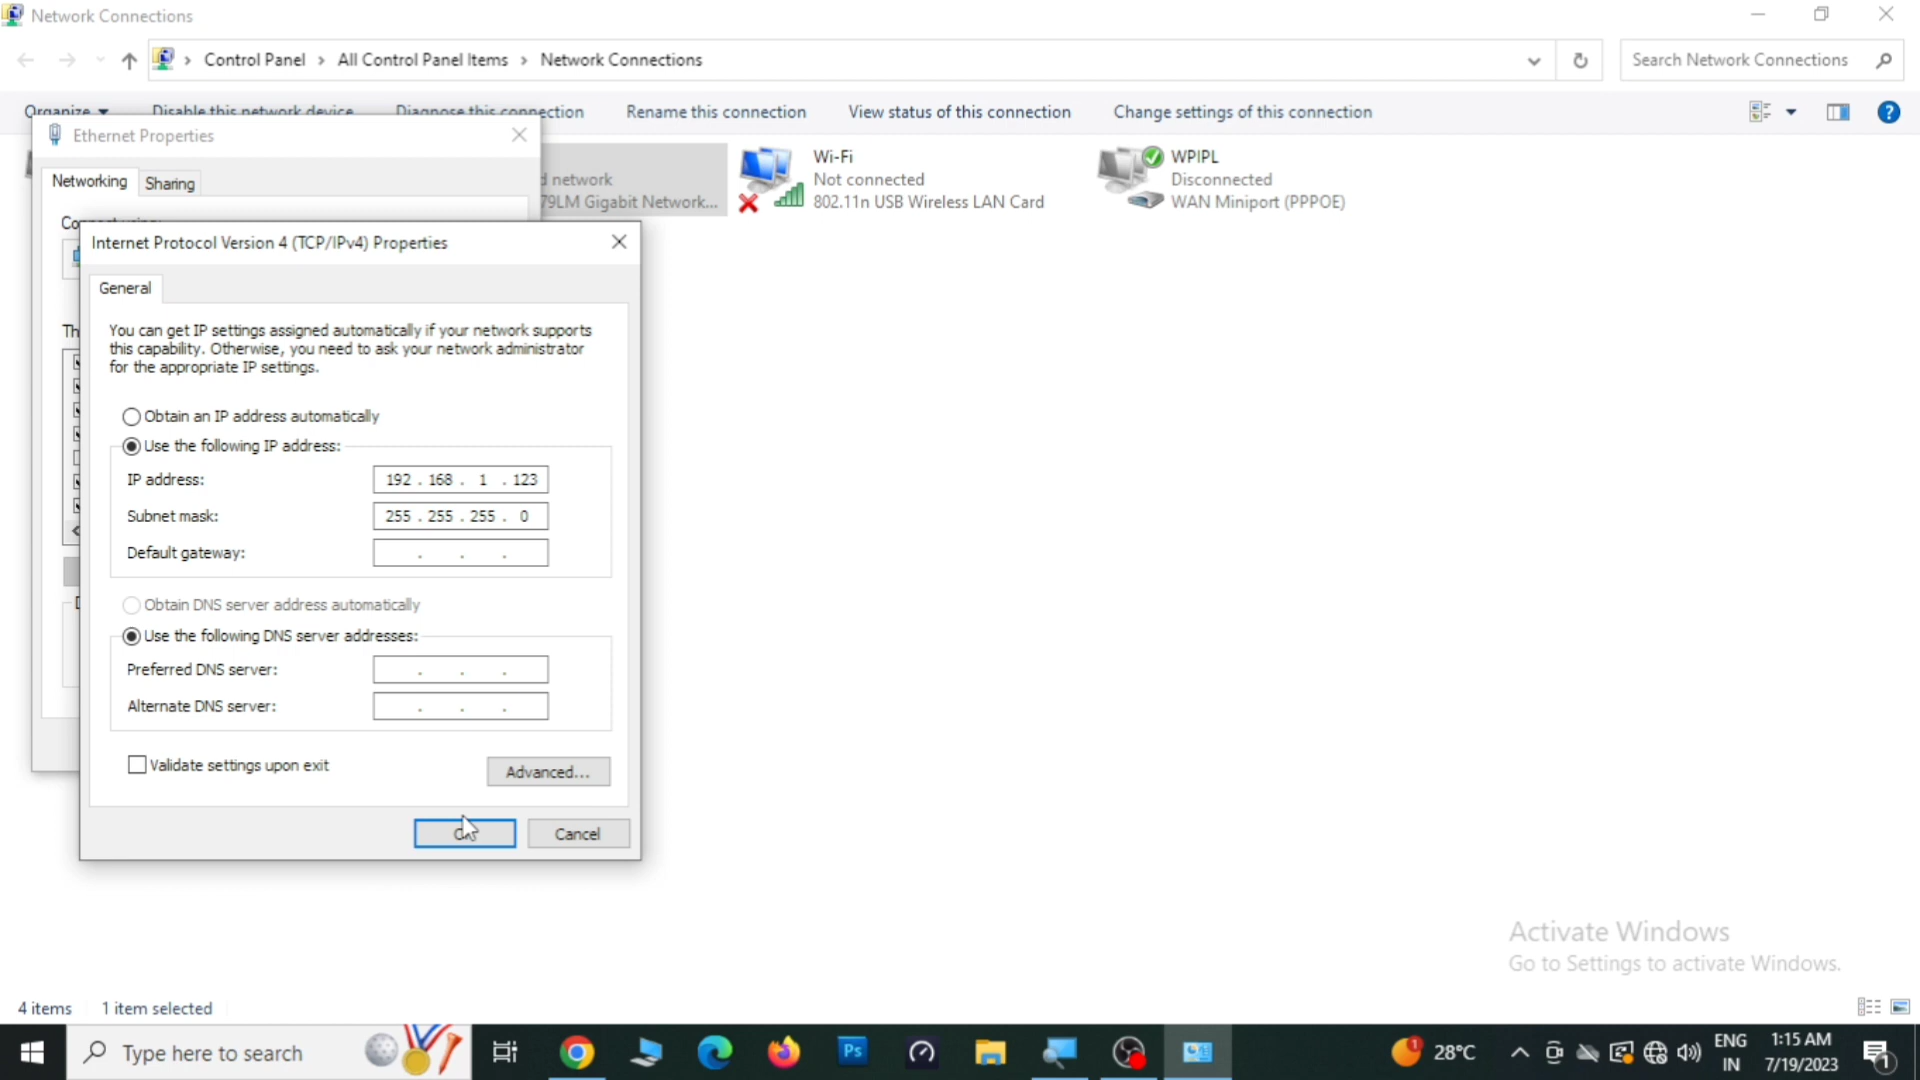 Network Connections
Control Panel › All Control Panel Items › Network Connections
Search Network Connections
Organize
Disable this network device
Diagnose this connection
Rename this connection
View status of this connection
Change settings of this connection
Ethernet Properties
Networking
Sharing
d network
79LM Gigabit Network...
Wi-Fi
Not connected
802.11n USB Wireless LAN Card
WPIPL
Disconnected
WAN Miniport (PPPOE)
Internet Protocol Version 4 (TCP/IPv4) Properties
General
You can get IP settings assigned automatically if your network supports
this capability. Otherwise, you need to ask your network administrator
for the appropriate IP settings.
Obtain an IP address automatically
Use the following IP address:
IP address: 192 . 168 . 1 . 123
Subnet mask: 255 . 255 . 255 . 0
Default gateway: . . .
Obtain DNS server address automatically
Use the following DNS server addresses:
Preferred DNS server: . . .
Alternate DNS server: . . .
Validate settings upon exit
Advanced...
Cancel
Activate Windows
Go to Settings to activate Windows.
4 items
1 item selected
Type here to search
Ps
1
28°C
ENG
IN
1:15 AM
7/19/2023
1